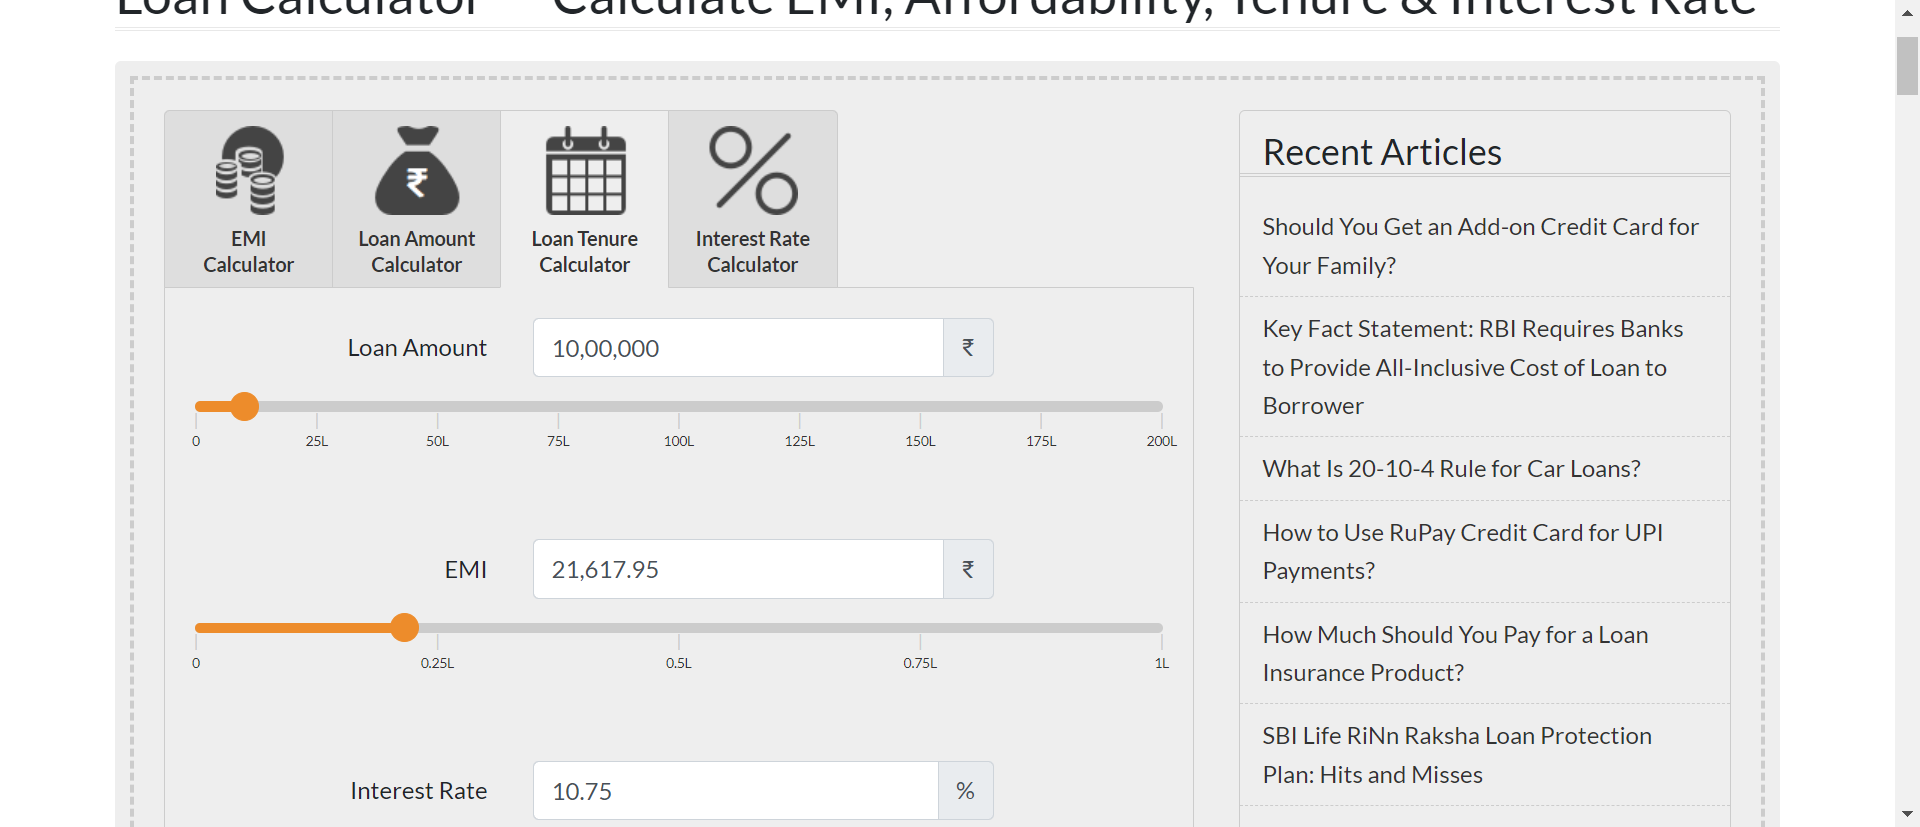 Loan Calculator — Calculate EMI, Affordability, Tenure & Interest Rate
EMI
Calculator
Loan Amount
Calculator
Loan Tenure
Calculator
Interest Rate
Calculator
Loan Amount
10,00,000
₹
0 25L 50L 75L 100L 125L 150L 175L 200L
EMI
21,617.95
₹
0 0.25L 0.5L 0.75L 1L
Interest Rate
10.75
%
Recent Articles
Should You Get an Add-on Credit Card for
Your Family?
Key Fact Statement: RBI Requires Banks
to Provide All-Inclusive Cost of Loan to
Borrower
What Is 20-10-4 Rule for Car Loans?
How to Use RuPay Credit Card for UPI
Payments?
How Much Should You Pay for a Loan
Insurance Product?
SBI Life RiNn Raksha Loan Protection
Plan: Hits and Misses